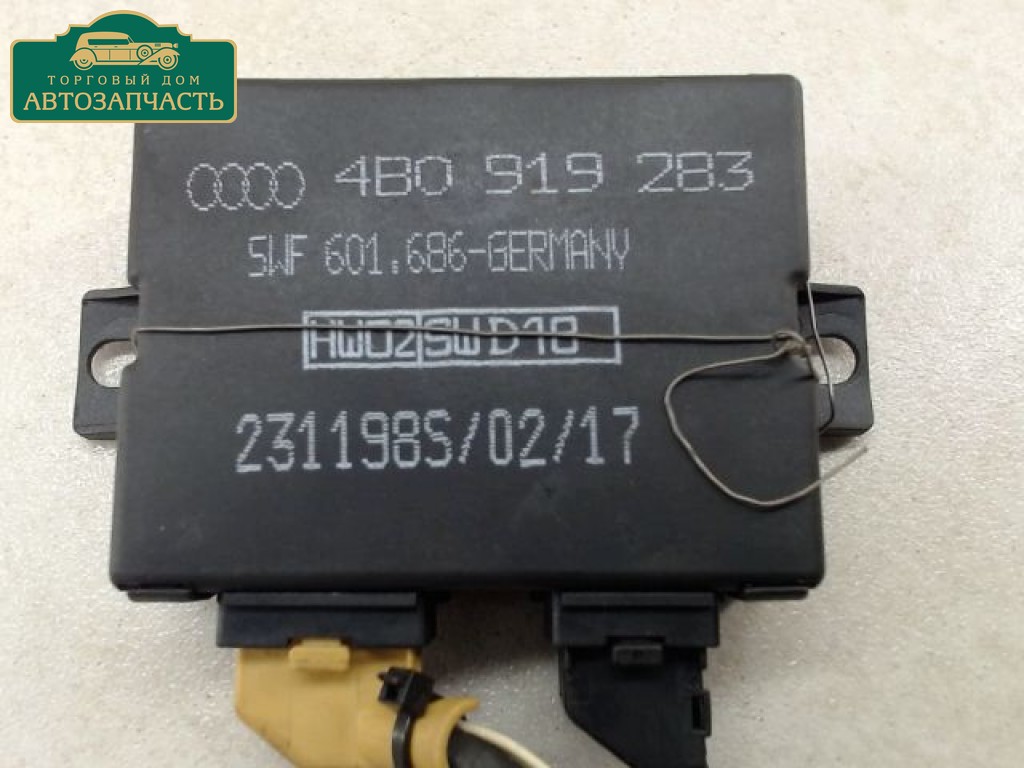 ТОРГОВЫЙ ДОМ
АВТОЗАПЧАСТЬ
4B0 919 283
SWF 601.686-GERMANY
HW02 SW D18
231198S/02/17